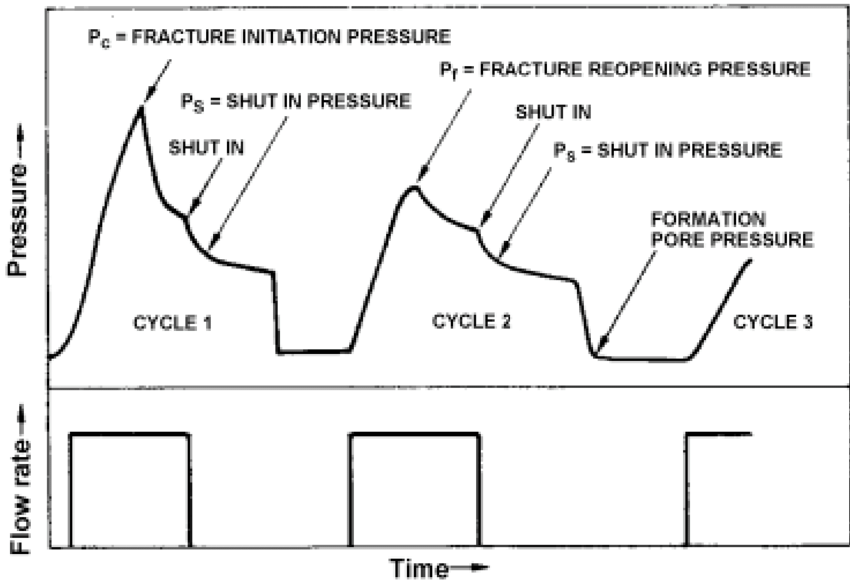 Pc = FRACTURE INITIATION PRESSURE
Pf = FRACTURE REOPENING PRESSURE
PS = SHUT IN PRESSURE
SHUT IN
SHUT IN
Ps = SHUT IN PRESSURE
FORMATION
PORE PRESSURE
CYCLE 1
CYCLE 2
CYCLE 3
Pressure
Flow rate
Time